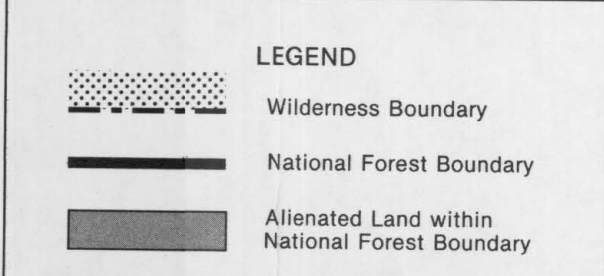 LEGEND
Wilderness Boundary
National Forest Boundary
Alienated Land within
National Forest Boundary